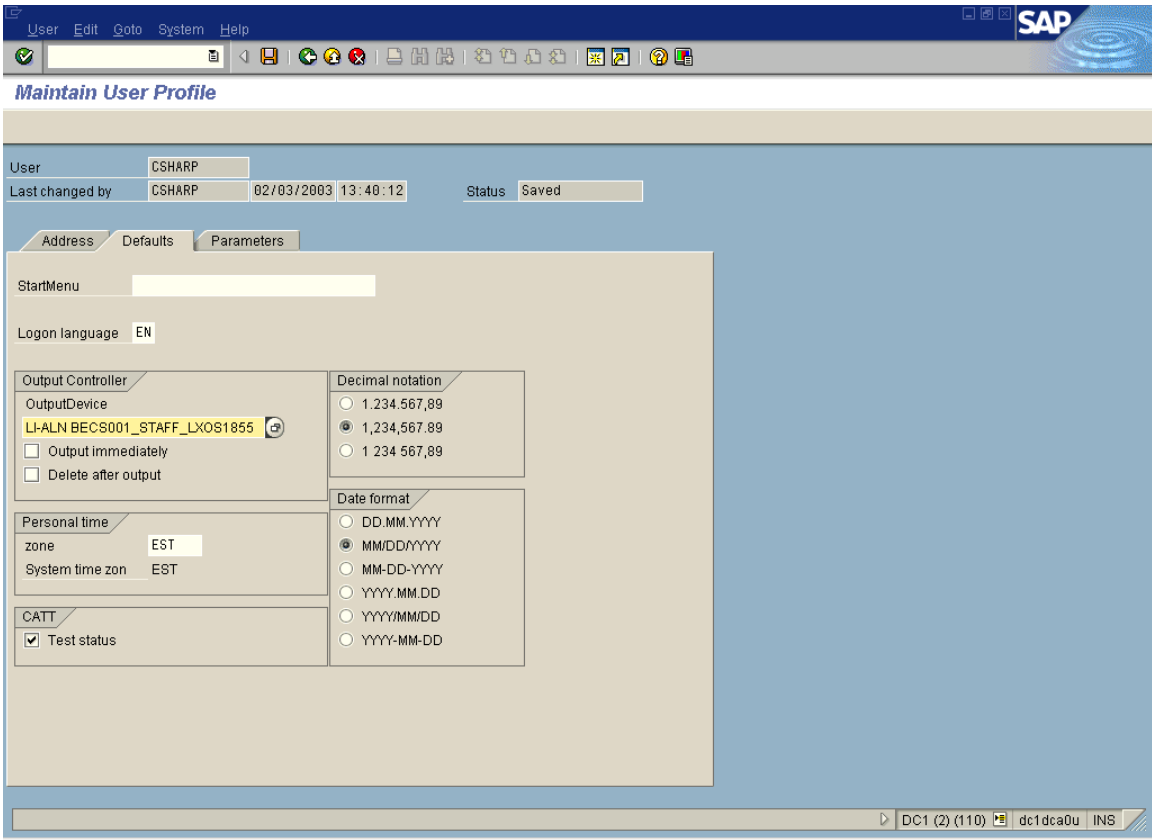 User Edit Goto System Help
SAP
Maintain User Profile
User CSHARP
Last changed by CSHARP 02/03/2003 13:40:12 Status Saved
Address Defaults Parameters
StartMenu
Logon language EN
Output Controller
OutputDevice
LI-ALN BECS001_STAFF_LXOS1855
Output immediately
Delete after output
Personal time
zone EST
System time zon EST
CATT
Test status
Decimal notation
1.234.567,89
1,234,567.89
1 234 567,89
Date format
DD.MM.YYYY
MM/DD/YYYY
MM-DD-YYYY
YYYY.MM.DD
YYYY/MM/DD
YYYY-MM-DD
DC1 (2) (110) dc1dca0u INS